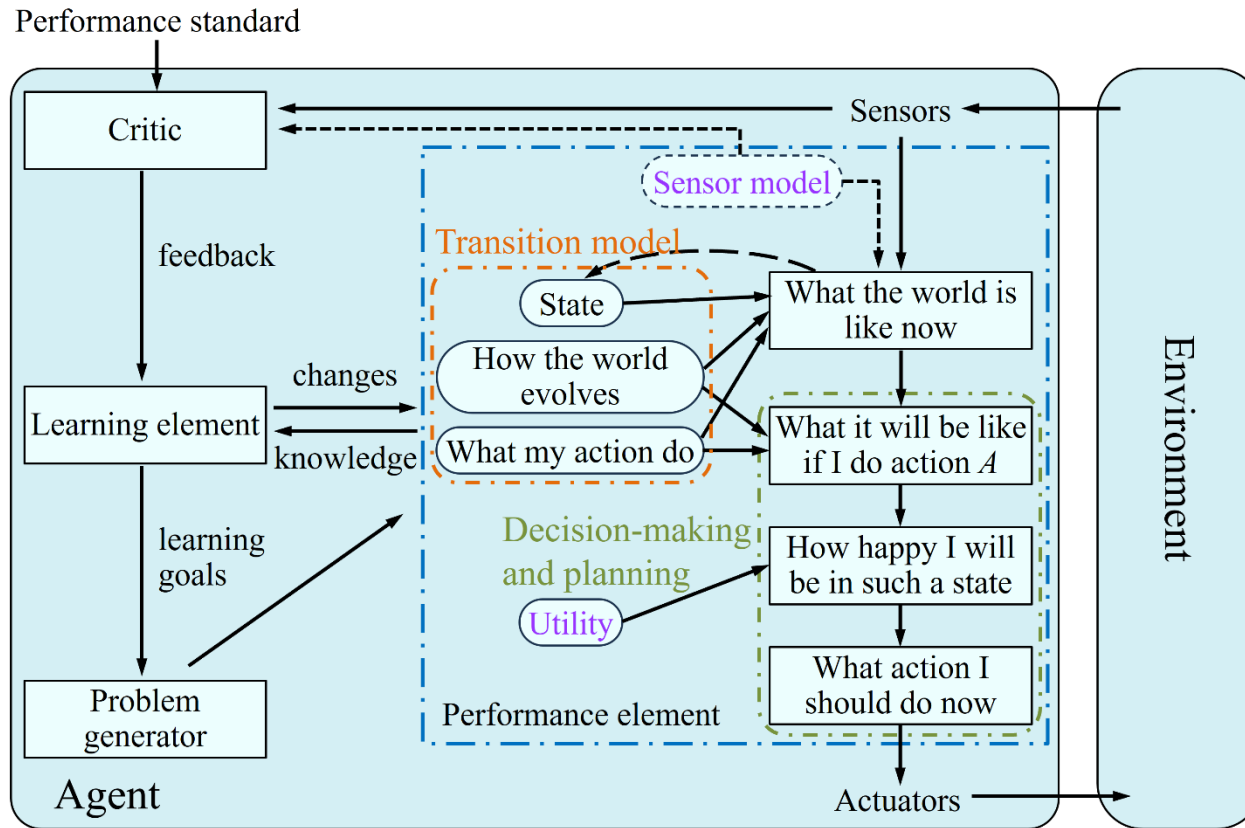 Performance standard
Critic
Sensors
Sensor model
feedback
Transition model
State
What the world is
like now
How the world
evolves
changes
Learning element
knowledge
What my action do
What it will be like
if I do action A
learning
goals
Decision-making
and planning
How happy I will
be in such a state
Utility
What action I
should do now
Problem
generator
Performance element
Agent
Actuators
Environment